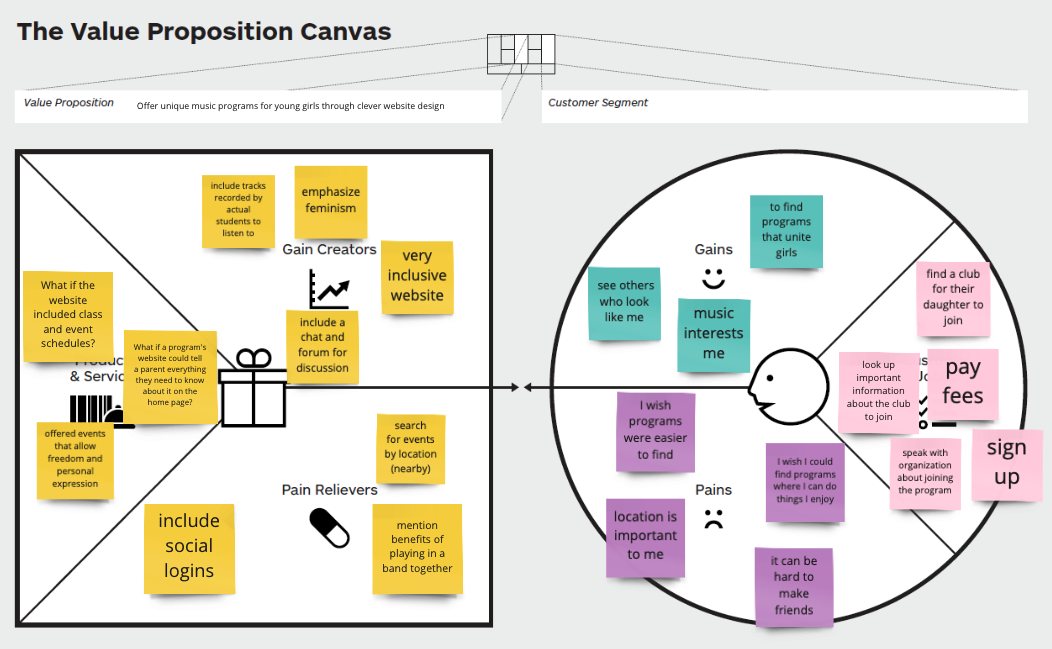 The Value Proposition Canvas
Value Proposition
Offer unique music programs for young girls through clever website design
Customer Segment
include tracks
recorded by
actual
students to
listen to
emphasize
feminism
Gain Creators
very
inclusive
website
What if the
website
included class
and event
schedules?
include a
chat and
forum for
discussion
What if a program's
website could tell
a parent everything
they need to know
about it on the
home page?
& Servic
offered events
that allow
freedom and
personal
expression
search
for events
by location
(nearby)
Pain Relievers
include
social
logins
mention
benefits of
playing in a
band together
to find
programs
that unite
girls
Gains
see others
who look
like me
music
interests
me
find a club
for their
daughter to
join
look up
important
information
about the club
to join
pay
fees
I wish
programs
were easier
to find
I wish I could
find programs
where I can do
things I enjoy
speak with
organization
about joining
the program
sign
up
Pains
location is
important
to me
it can be
hard to
make
friends